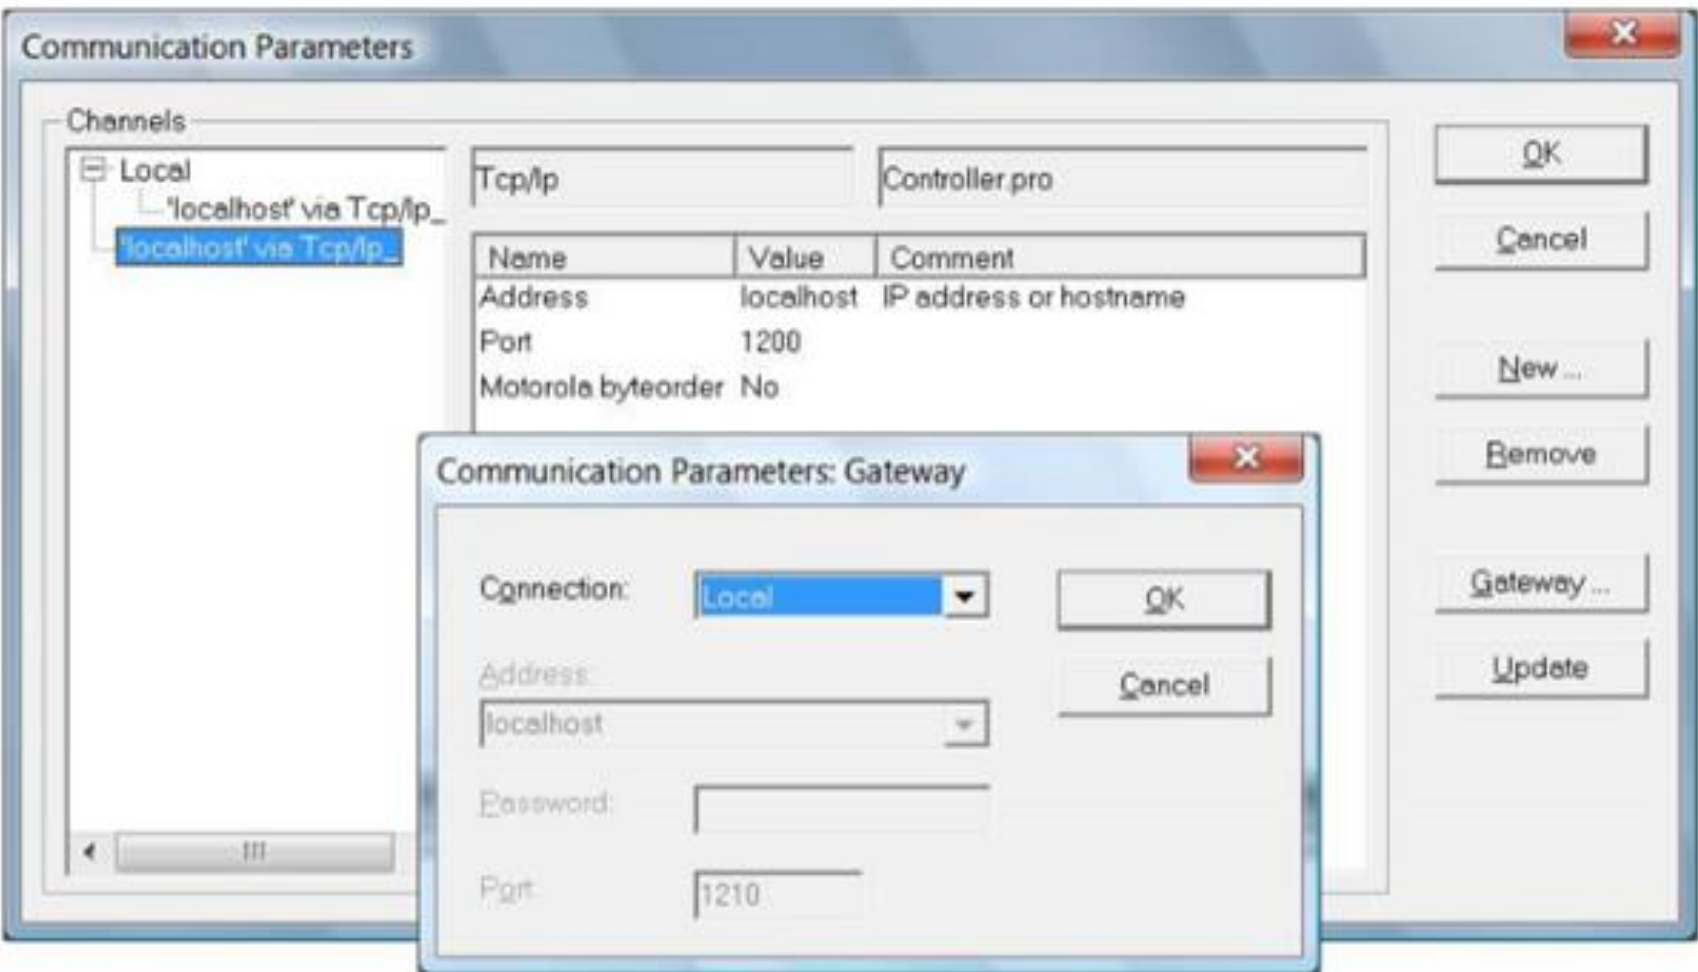 Communication Parameters
Channels
Local
'localhost' via Tcp/Ip_
'localhost' via Tcp/Ip_
Tcp/Ip
Controller.pro
Name Value Comment
Address localhost IP address or hostname
Port 1200
Motorola byteorder No
OK
Cancel
New ...
Remove
Gateway ...
Update
Communication Parameters: Gateway
Connection: Local
OK
Address:
Cancel
localhost
Password:
Port: 1210